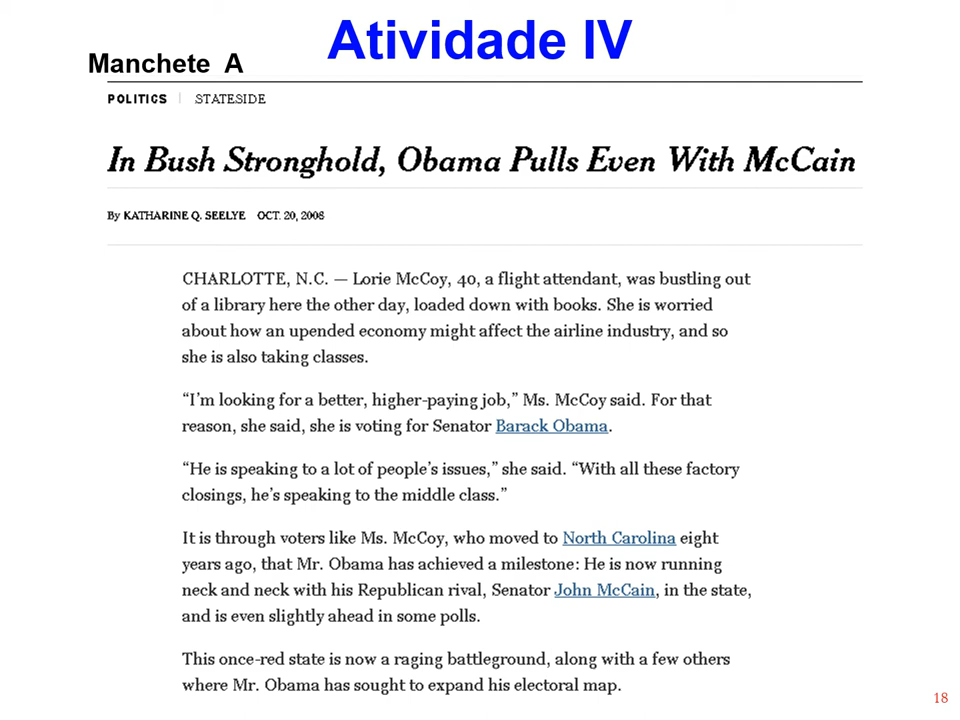 Atividade IV
Manchete A
POLITICS | STATESIDE
In Bush Stronghold, Obama Pulls Even With McCain
By KATHARINE Q. SEELYE OCT. 20, 2008
CHARLOTTE, N.C. — Lorie McCoy, 40, a flight attendant, was bustling out
of a library here the other day, loaded down with books. She is worried
about how an upended economy might affect the airline industry, and so
she is also taking classes.
“I’m looking for a better, higher-paying job,” Ms. McCoy said. For that
reason, she said, she is voting for Senator Barack Obama.
“He is speaking to a lot of people’s issues,” she said. “With all these factory
closings, he’s speaking to the middle class.”
It is through voters like Ms. McCoy, who moved to North Carolina eight
years ago, that Mr. Obama has achieved a milestone: He is now running
neck and neck with his Republican rival, Senator John McCain, in the state,
and is even slightly ahead in some polls.
This once-red state is now a raging battleground, along with a few others
where Mr. Obama has sought to expand his electoral map.
18